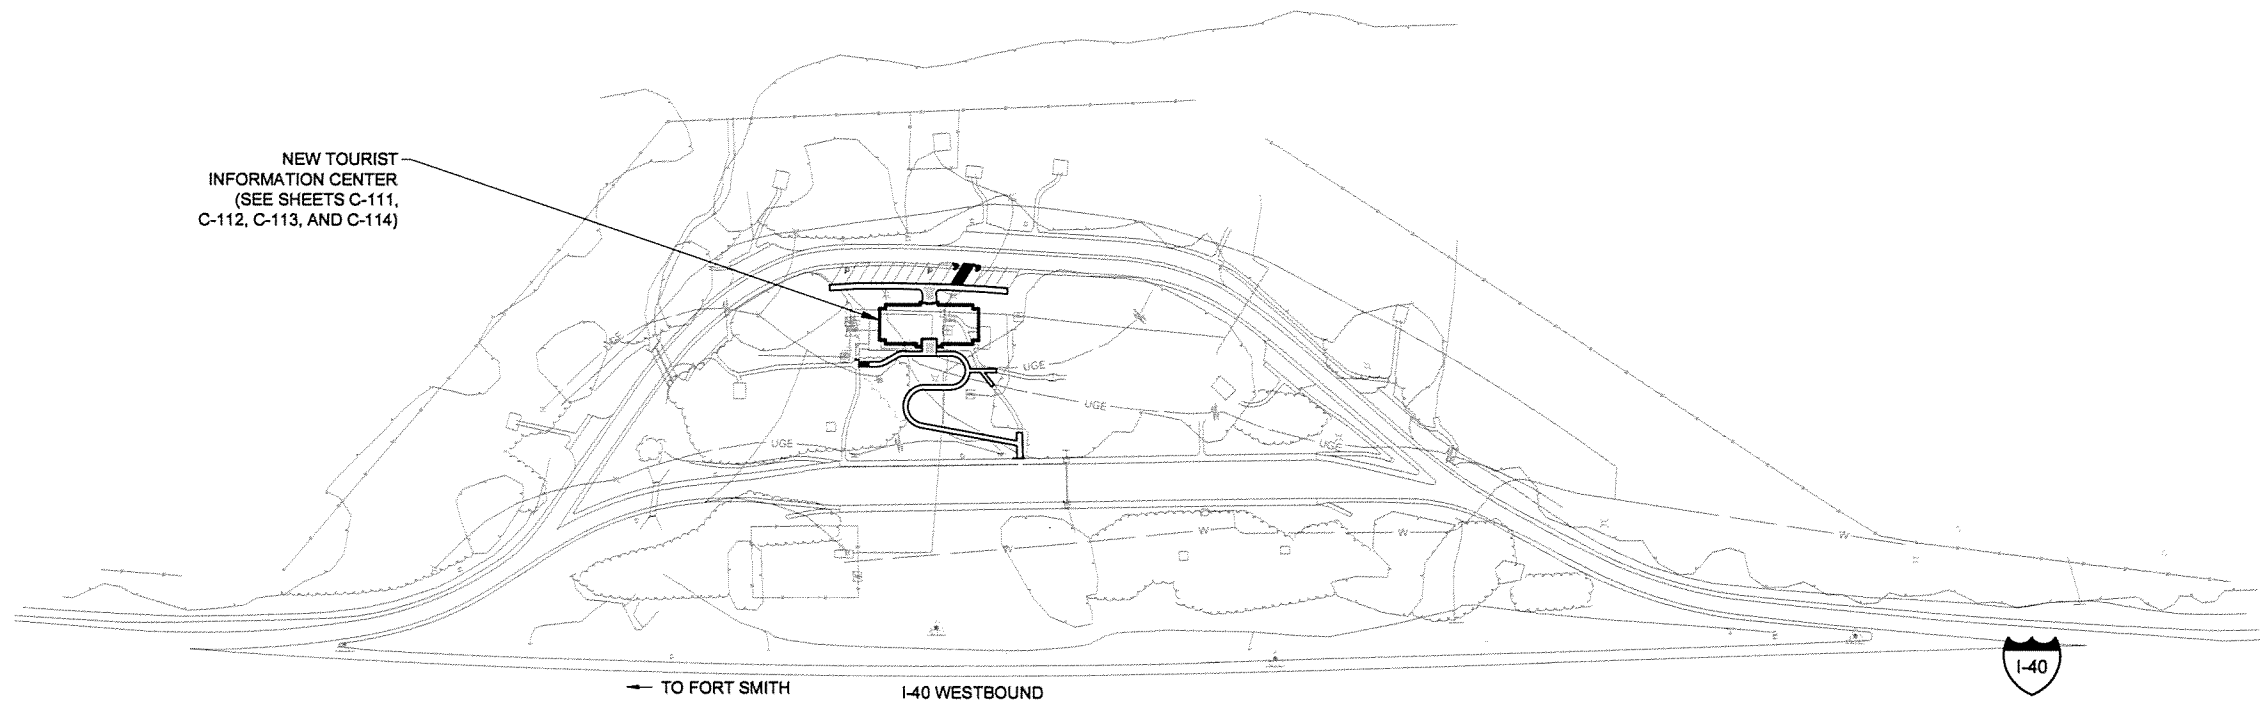 NEW TOURIST
INFORMATION CENTER
(SEE SHEETS C-111,
C-112, C-113, AND C-114)
UGE
UGE
UGE
UGE
W
W
W
I-40
← TO FORT SMITH
I-40 WESTBOUND